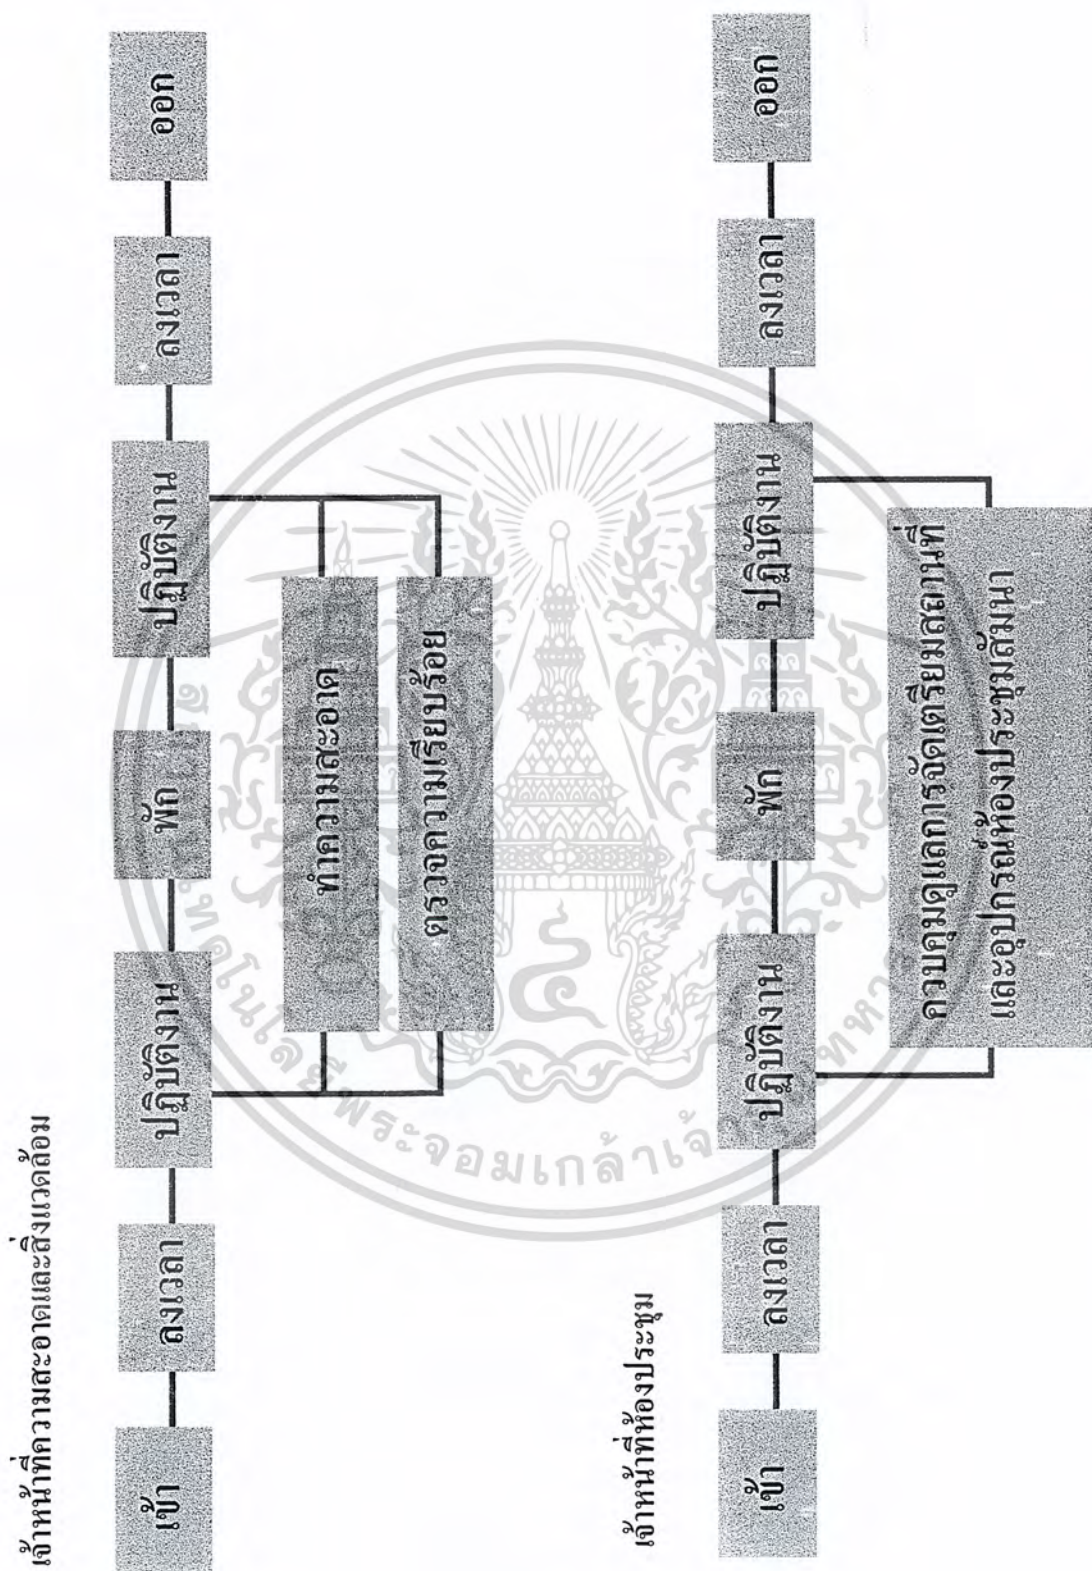 เจ้าหน้าที่ความสะอาดและสิ่งแวดล้อม
เข้า
ลงเวลา
ปฏิบัติงาน
พัก
ปฏิบัติงาน
ลงเวลา
ออก
ทำความสะอาด
ตรวจความเรียบร้อย
เจ้าหน้าที่ห้องประชุม
เข้า
ลงเวลา
ปฏิบัติงาน
พัก
ปฏิบัติงาน
ลงเวลา
ออก
ควบคุมดูแลการจัดเตรียมสถานที่
และอุปกรณ์ห้องประชุมสัมนา